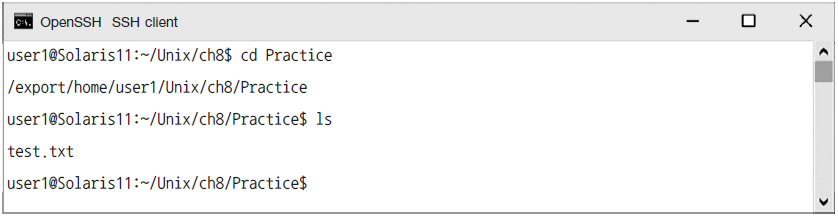 OpenSSH SSH client
user1@Solaris11:~/Unix/ch8$ cd Practice
/export/home/user1/Unix/ch8/Practice
user1@Solaris11:~/Unix/ch8/Practice$ ls
test.txt
user1@Solaris11:~/Unix/ch8/Practice$